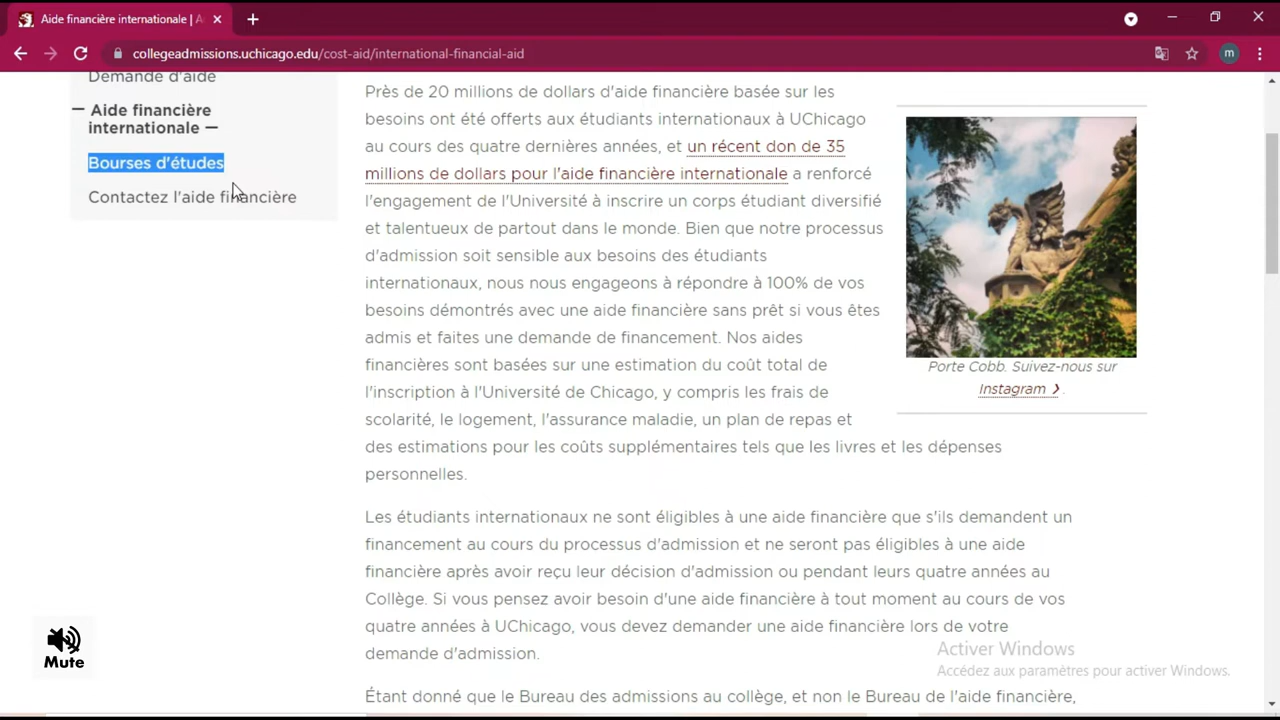 Aide financière internationale | A
collegeadmissions.uchicago.edu/cost-aid/international-financial-aid
m
Demande d'aide
— Aide financière
internationale —
Bourses d'études
Contactez l'aide financière
Près de 20 millions de dollars d'aide financière basée sur les
besoins ont été offerts aux étudiants internationaux à UChicago
au cours des quatre dernières années, et un récent don de 35
millions de dollars pour l'aide financière internationale a renforcé
l'engagement de l'Université à inscrire un corps étudiant diversifié
et talentueux de partout dans le monde. Bien que notre processus
d'admission soit sensible aux besoins des étudiants
internationaux, nous nous engageons à répondre à 100% de vos
besoins démontrés avec une aide financière sans prêt si vous êtes
admis et faites une demande de financement. Nos aides
financières sont basées sur une estimation du coût total de
l'inscription à l'Université de Chicago, y compris les frais de
scolarité, le logement, l'assurance maladie, un plan de repas et
des estimations pour les coûts supplémentaires tels que les livres et les dépenses
personnelles.
Porte Cobb. Suivez-nous sur
Instagram ❯ .
Les étudiants internationaux ne sont éligibles à une aide financière que s'ils demandent un
financement au cours du processus d'admission et ne seront pas éligibles à une aide
financière après avoir reçu leur décision d'admission ou pendant leurs quatre années au
Collège. Si vous pensez avoir besoin d'une aide financière à tout moment au cours de vos
quatre années à UChicago, vous devez demander une aide financière lors de votre
demande d'admission.
Étant donné que le Bureau des admissions au collège, et non le Bureau de l'aide financière,
Mute
Activer Windows
Accédez aux paramètres pour activer Windows.